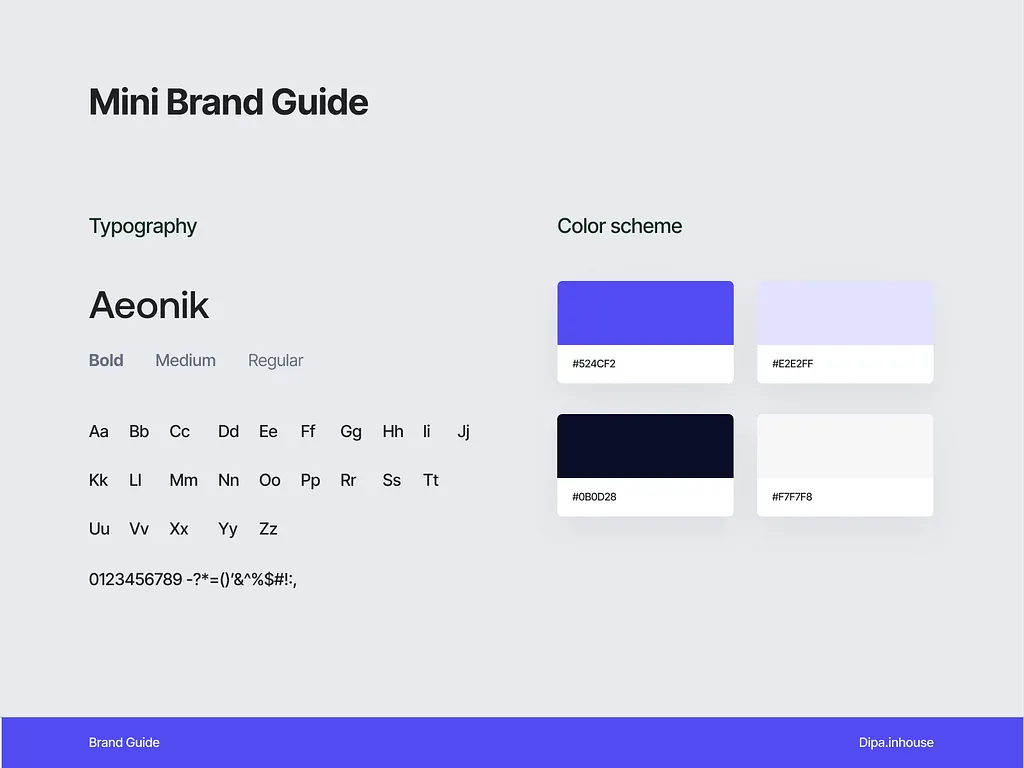 Mini Brand Guide
Typography
Aeonik
Bold Medium Regular
Aa Bb Cc Dd Ee Ff Gg Hh Ii Jj
Kk Ll Mm Nn Oo Pp Rr Ss Tt
Uu Vv Xx Yy Zz
0123456789 -?*=()’&^%$#!:,
Color scheme
#524CF2
#E2E2FF
#0B0D28
#F7F7F8
Brand Guide
Dipa.inhouse